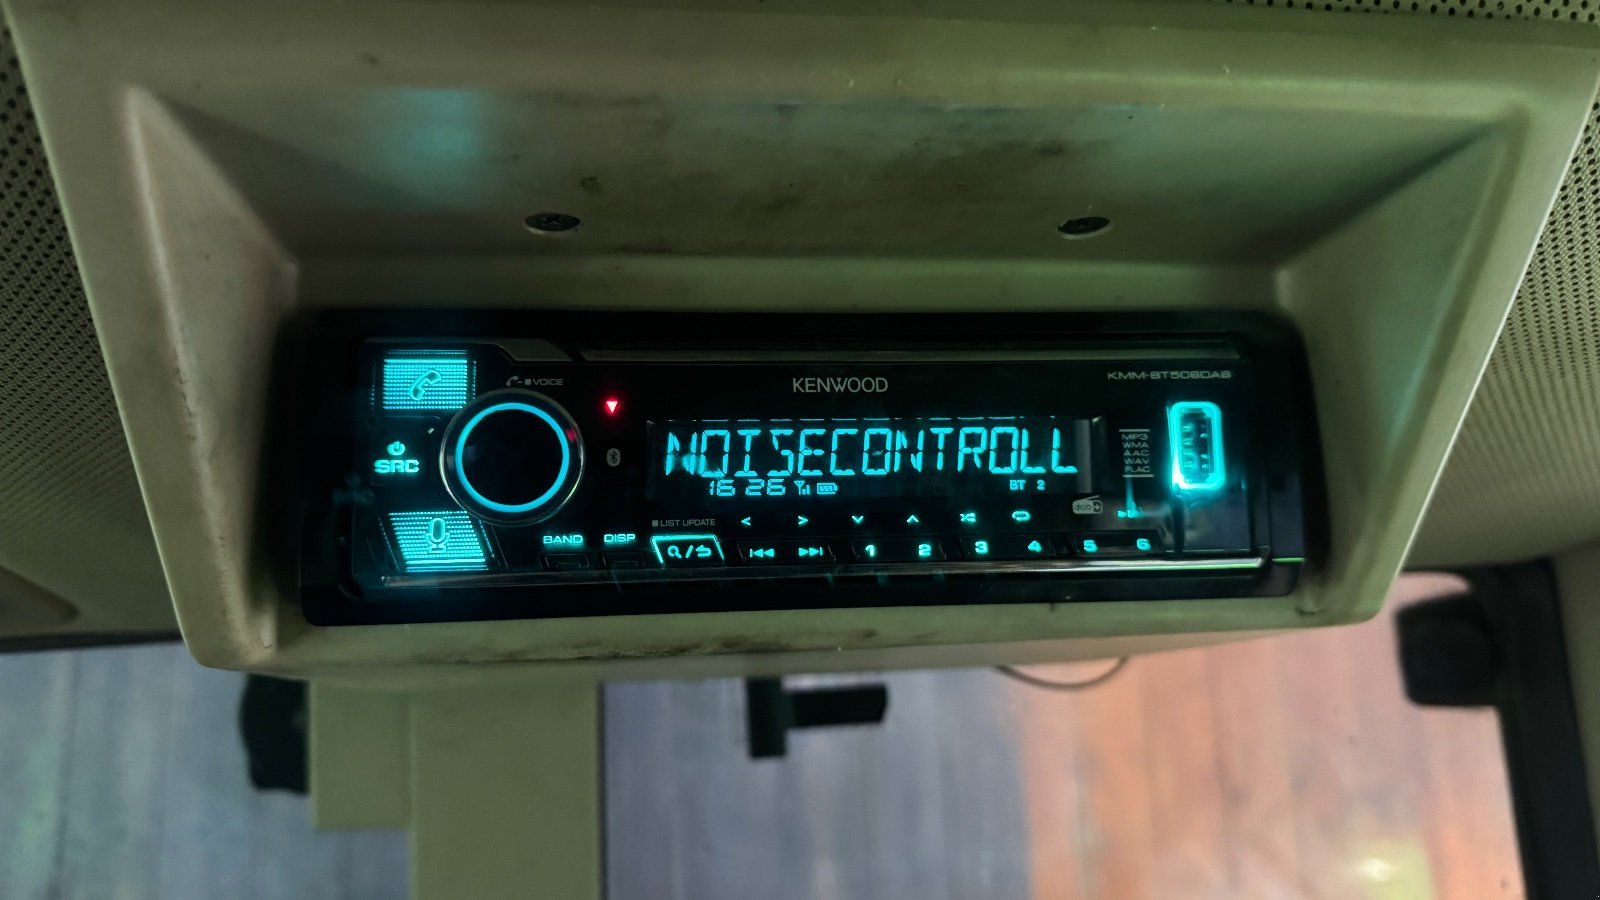 VOICE
KENWOOD
KMM-BT508DAB
NOISECONTROLL
16 26
BT 2
MP3
WMA
AAC
WAV
FLAC
SRC
dab+
LIST UPDATE
BAND
DISP
1 2 3 4 5 6